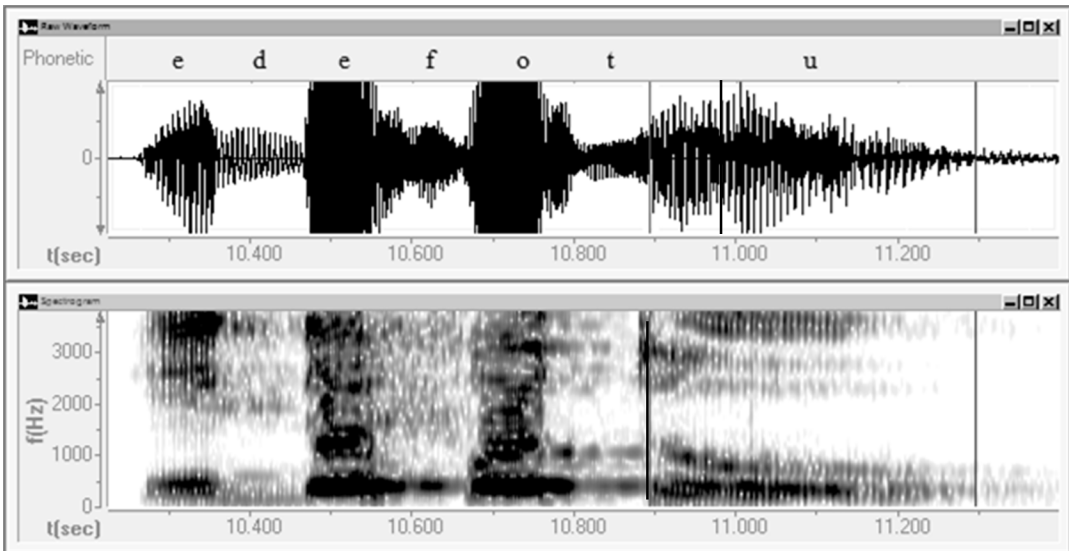 Raw Waveform
Phonetic e d e f o t u
0
t(sec) 10.400 10.600 10.800 11.000 11.200
Spectrogram
3000
2000
f(Hz)
1000
0
t(sec) 10.400 10.600 10.800 11.000 11.200